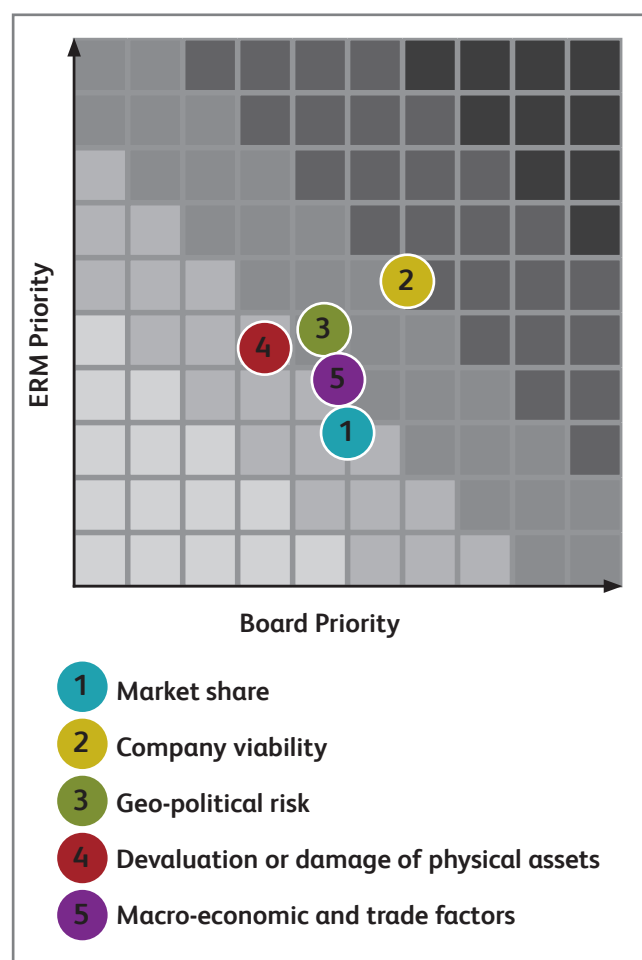 ERM Priority
2
3
4
5
1
Board Priority
1 Market share
2 Company viability
3 Geo-political risk
4 Devaluation or damage of physical assets
5 Macro-economic and trade factors